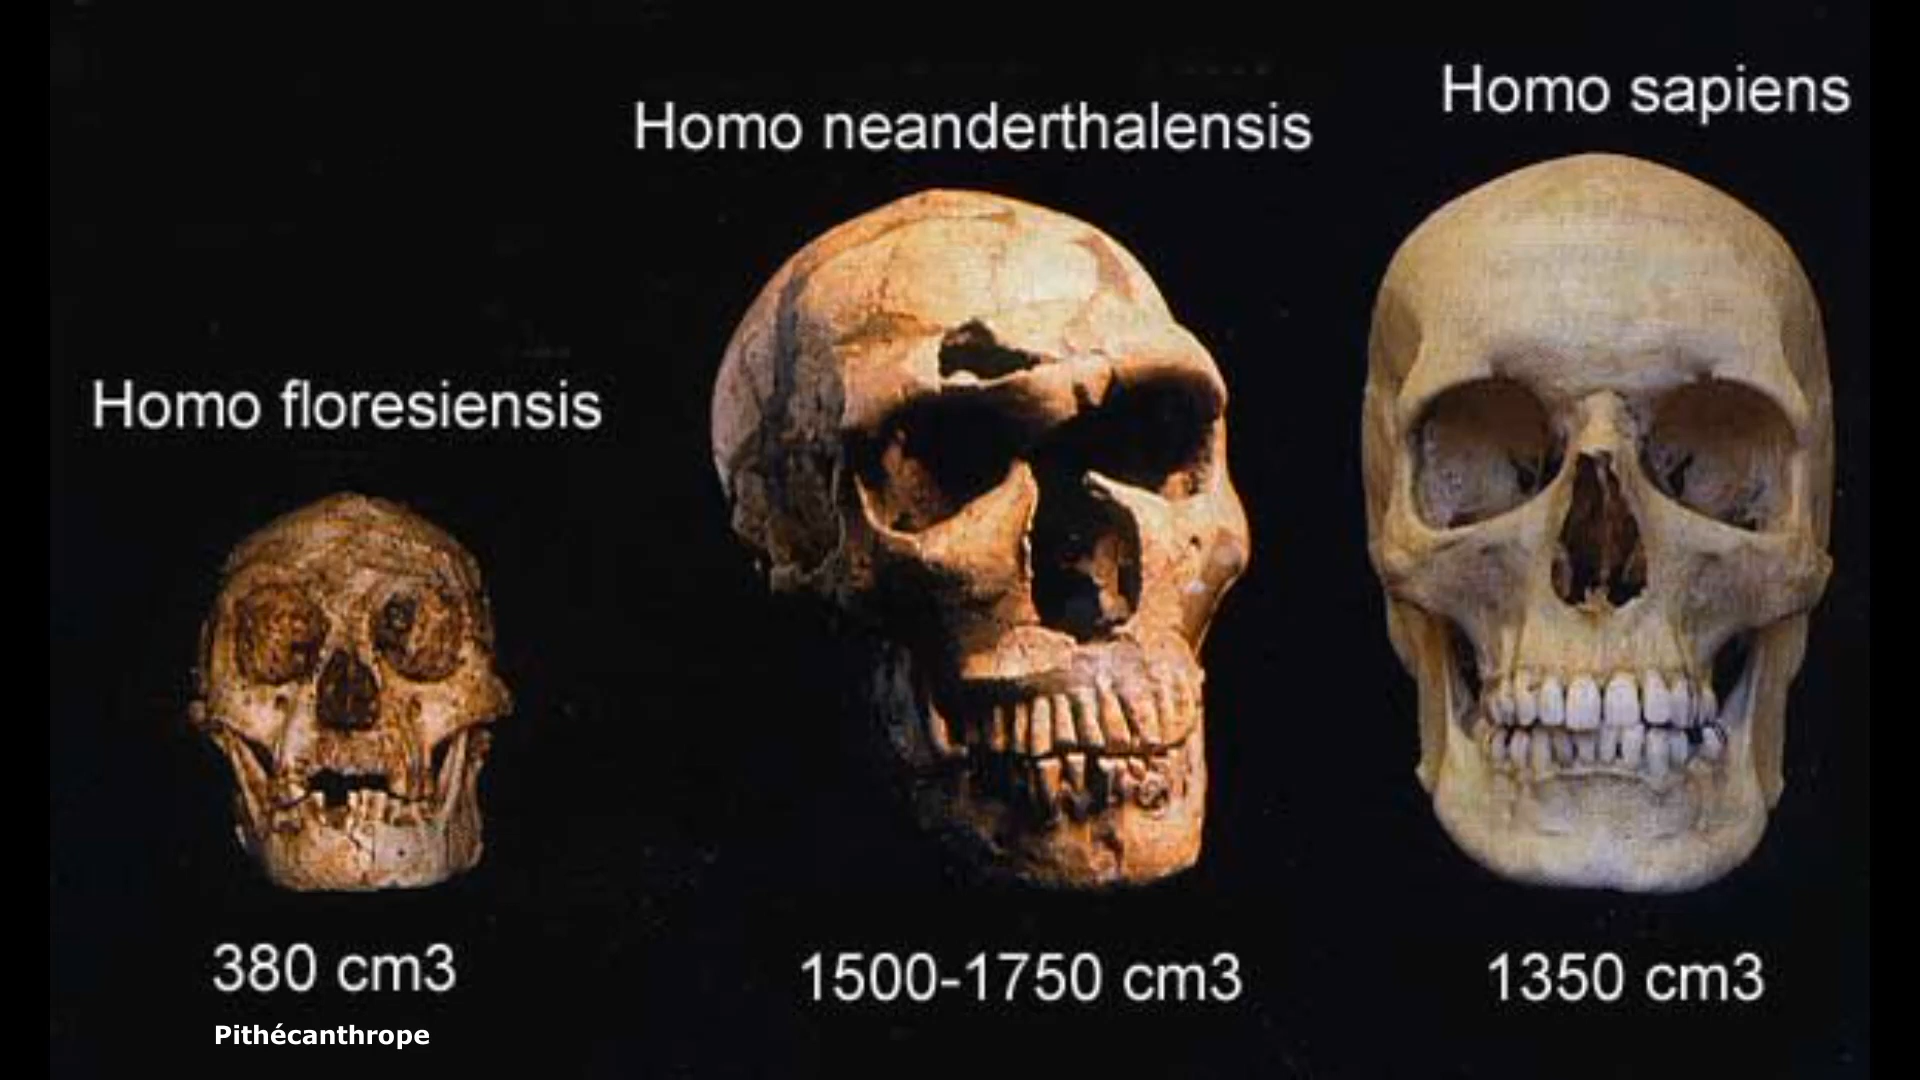 Homo sapiens
Homo neanderthalensis
Homo floresiensis
380 cm3
1500-1750 cm3
1350 cm3
Pithécanthrope